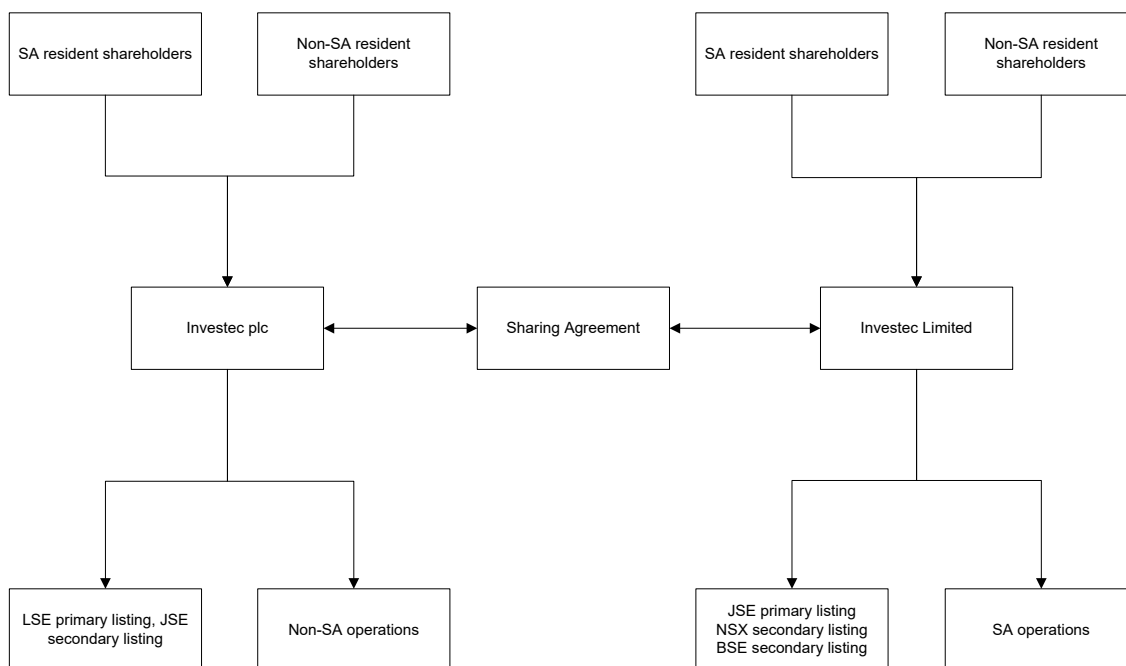 SA resident shareholders
Non-SA resident
shareholders
SA resident shareholders
Non-SA resident
shareholders
Investec plc
Sharing Agreement
Investec Limited
LSE primary listing, JSE
secondary listing
Non-SA operations
JSE primary listing
NSX secondary listing
BSE secondary listing
SA operations